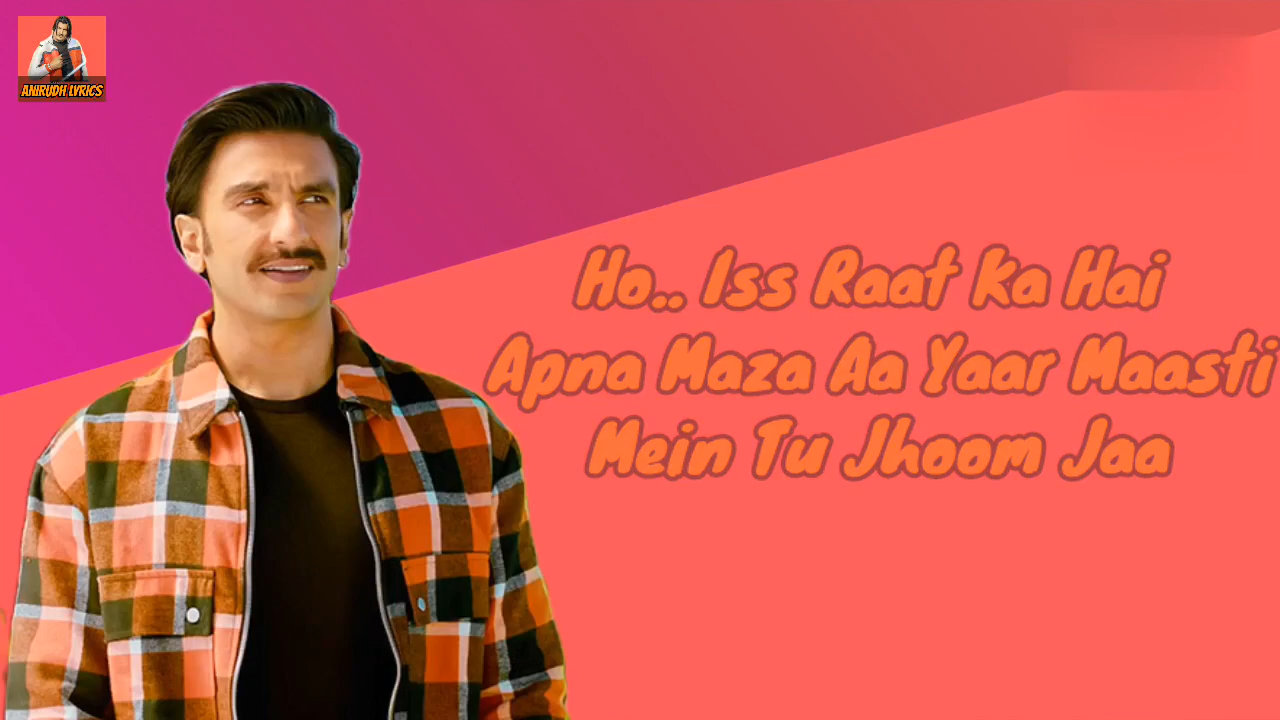 ANIRUDH LYRICS
Ho.. Iss Raat Ka Hai
Apna Maza Aa Yaar Maasti
Mein Tu Jhoom Jaa